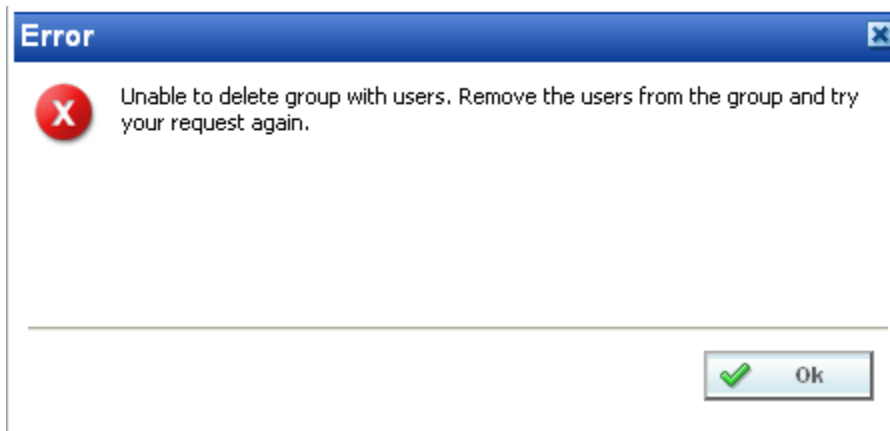 Error
Unable to delete group with users. Remove the users from the group and try
your request again.
Ok